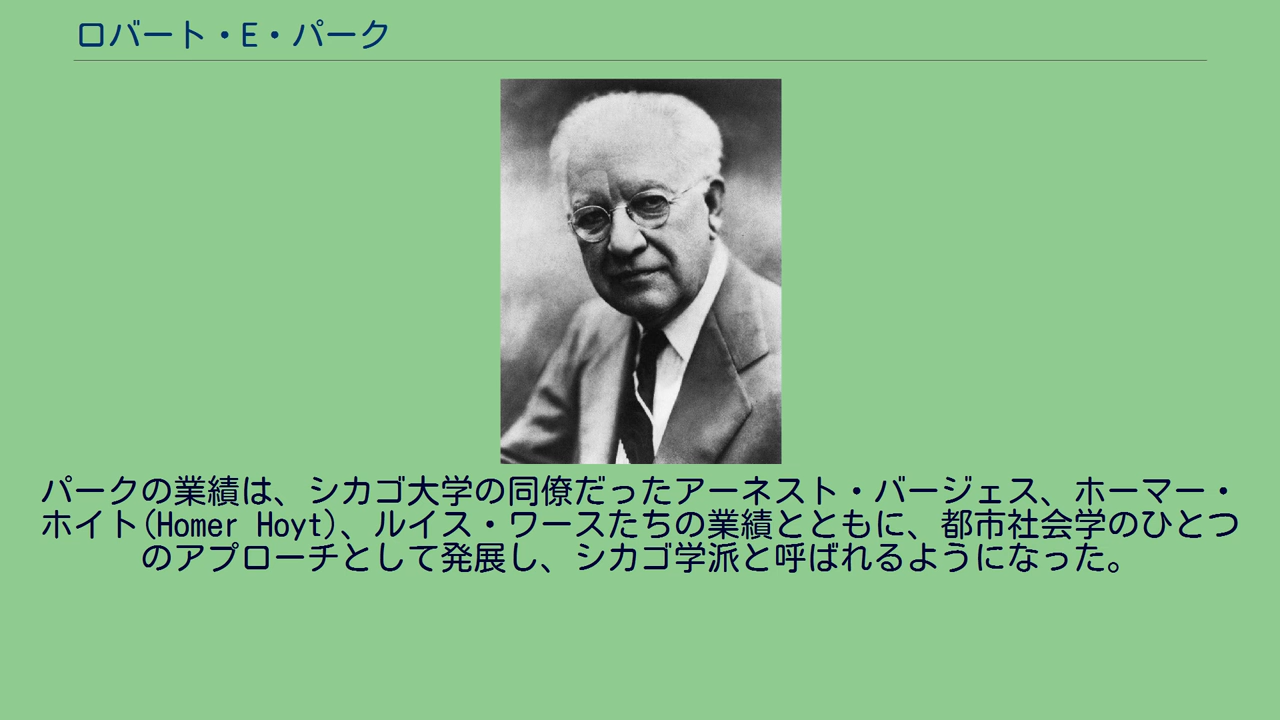 ロバート・E・パーク
パークの業績は、シカゴ大学の同僚だったアーネスト・バージェス、ホーマー・
ホイト(Homer Hoyt)、ルイス・ワースたちの業績とともに、都市社会学のひとつ
のアプローチとして発展し、シカゴ学派と呼ばれるようになった。